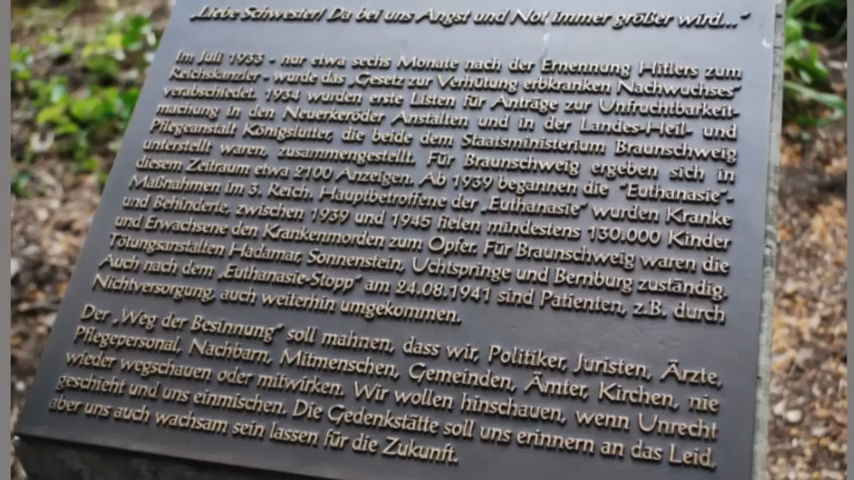 „Liebe Schwester! Da bei uns Angst und Not immer größer wird...“
Im Juli 1933 - nur etwa sechs Monate nach der Ernennung Hitlers zum
Reichskanzler - wurde das „Gesetz zur Verhütung erbkranken Nachwuchses“
verabschiedet. 1934 wurden erste Listen für Anträge zur Unfruchtbarkeit-
machung in den Neuerkeröder Anstalten und in der Landes-Heil- und
Pflegeanstalt Königslutter, die beide dem Staatsministerium Braunschweig
unterstellt waren, zusammengestellt. Für Braunschweig ergeben sich in
diesem Zeitraum etwa 2100 Anzeigen. Ab 1939 begannen die "Euthanasie"-
Maßnahmen im 3. Reich. Hauptbetroffene der „Euthanasie“ wurden Kranke
und Behinderte, zwischen 1939 und 1945 fielen mindestens 130.000 Kinder
und Erwachsene den Krankenmorden zum Opfer. Für Braunschweig waren die
Tötungsanstalten Hadamar, Sonnenstein, Uchtspringe und Bernburg zuständig.
Auch nach dem „Euthanasie-Stopp“ am 24.08.1941 sind Patienten, z.B. durch
Nichtversorgung, auch weiterhin umgekommen.
Der „Weg der Besinnung“ soll mahnen, dass wir, Politiker, Juristen, Ärzte,
Pflegepersonal, Nachbarn, Mitmenschen, Gemeinden, Ämter, Kirchen, nie
wieder wegschauen oder mitwirken. Wir wollen hinschauen, wenn Unrecht
geschieht und uns einmischen. Die Gedenkstätte soll uns erinnern an das Leid,
aber uns auch wachsam sein lassen für die Zukunft.